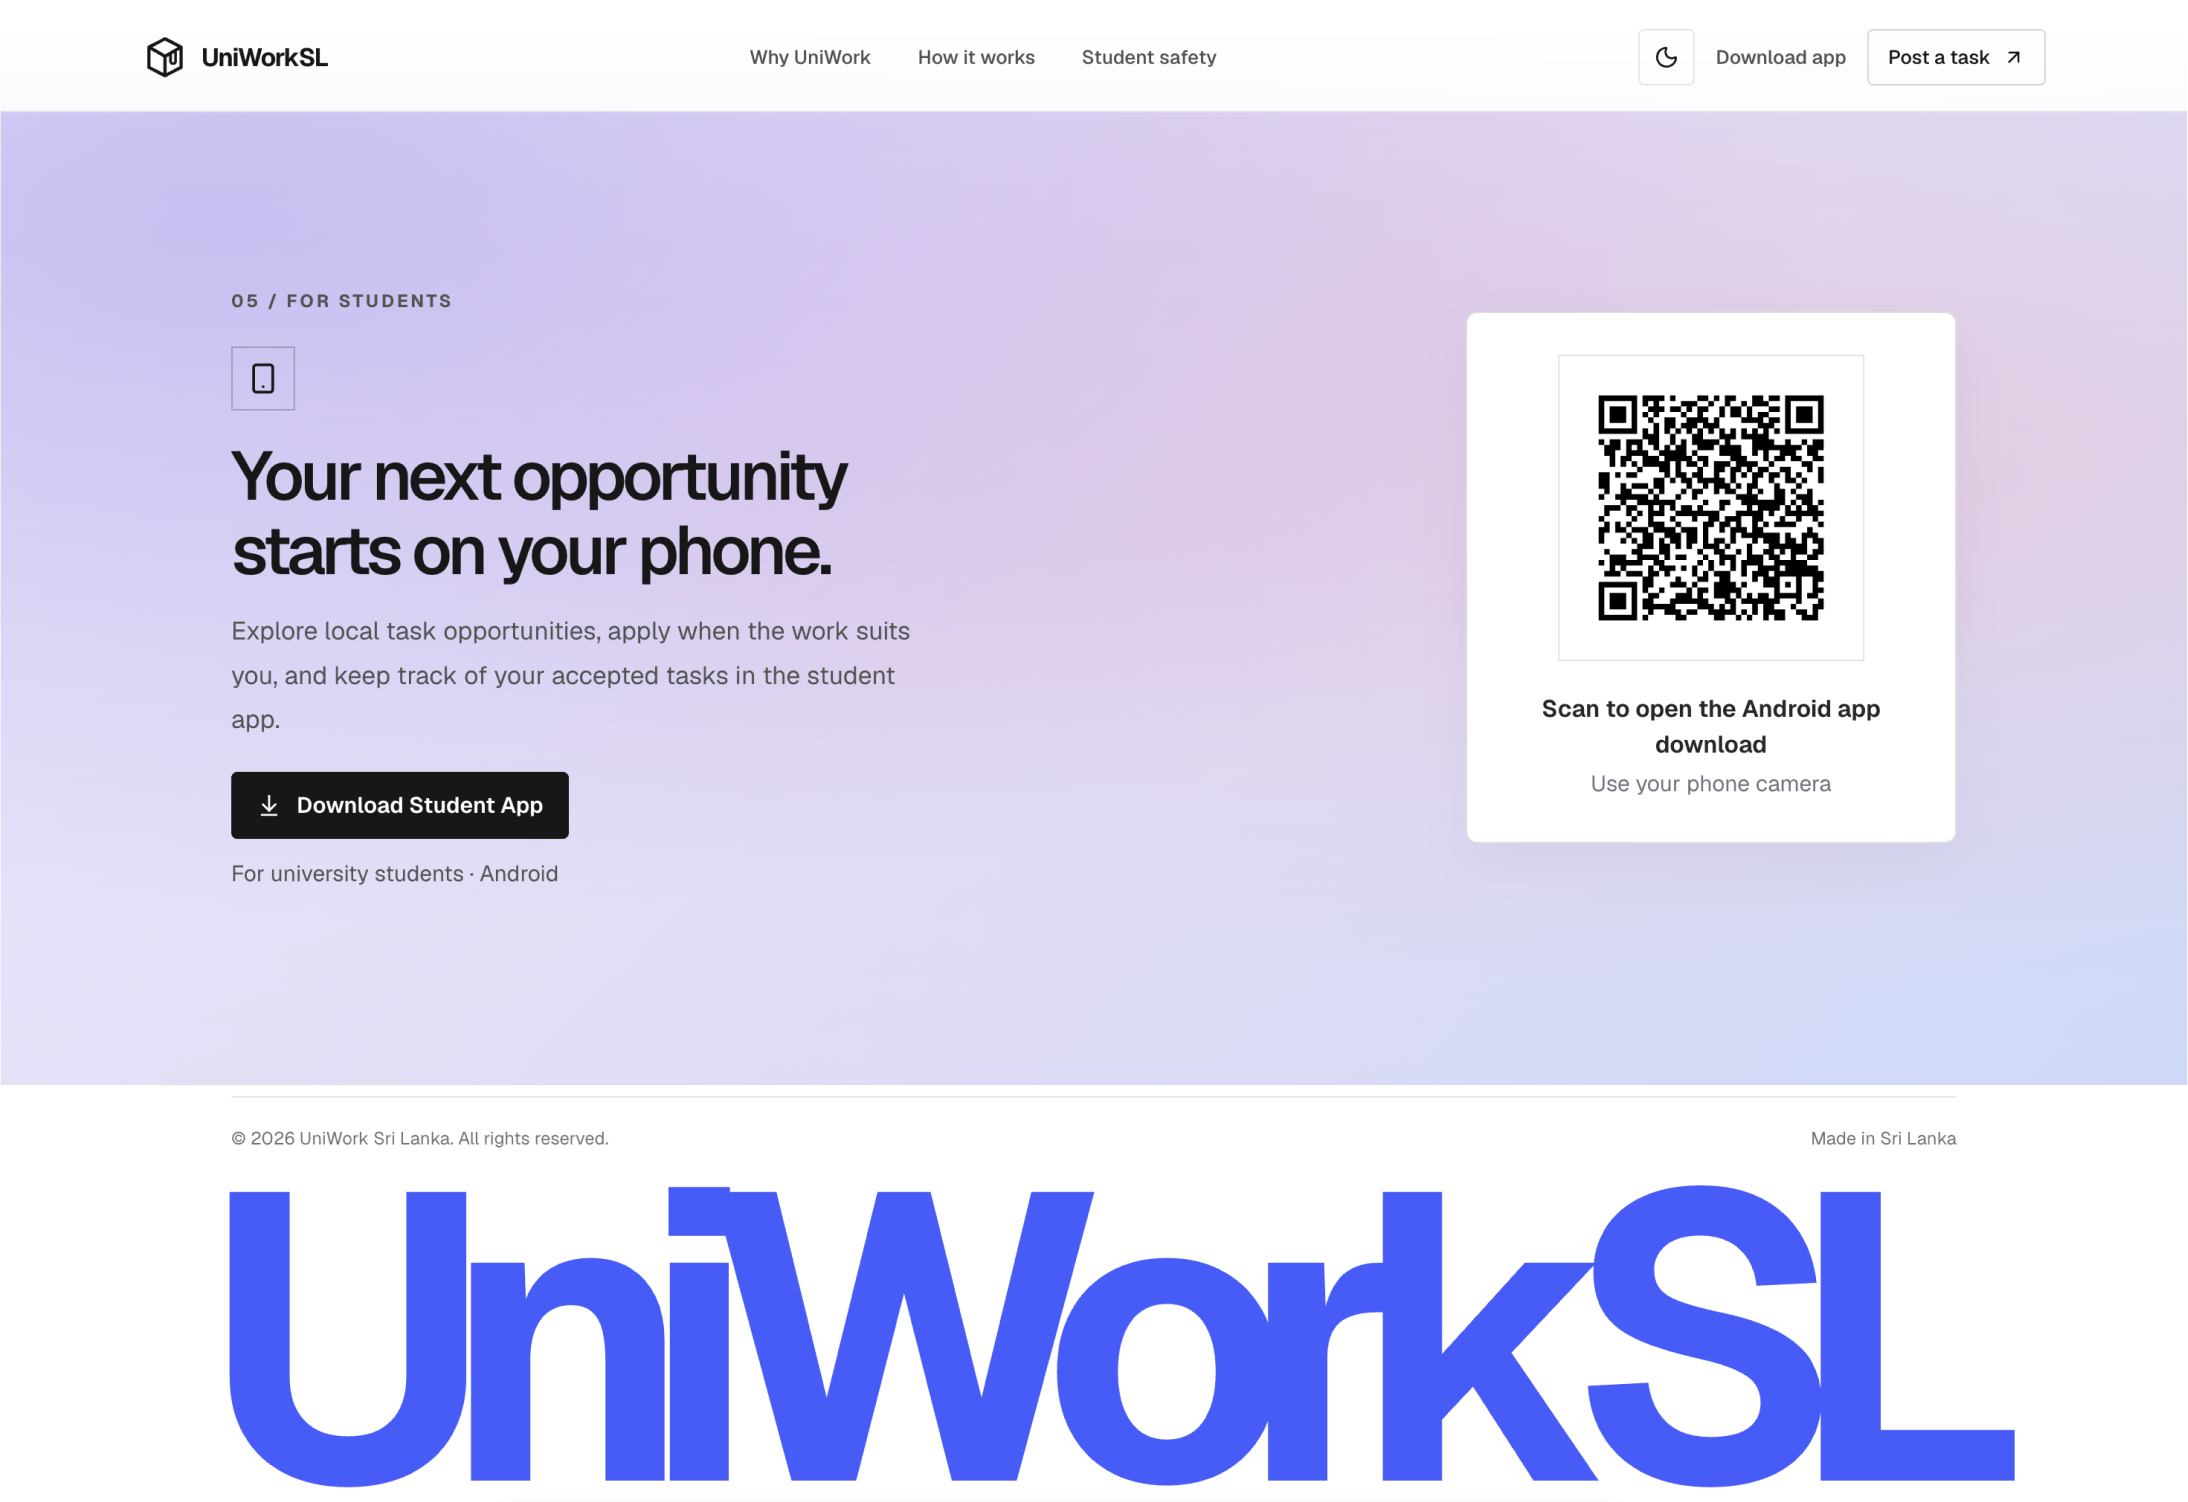 UniWorkSL
Why UniWork
How it works
Student safety
Download app
Post a task
05 / FOR STUDENTS
Your next opportunity
starts on your phone.
Explore local task opportunities, apply when the work suits
you, and keep track of your accepted tasks in the student
app.
Download Student App
For university students · Android
Scan to open the Android app
download
Use your phone camera
© 2026 UniWork Sri Lanka. All rights reserved.
Made in Sri Lanka
UniWorkSL